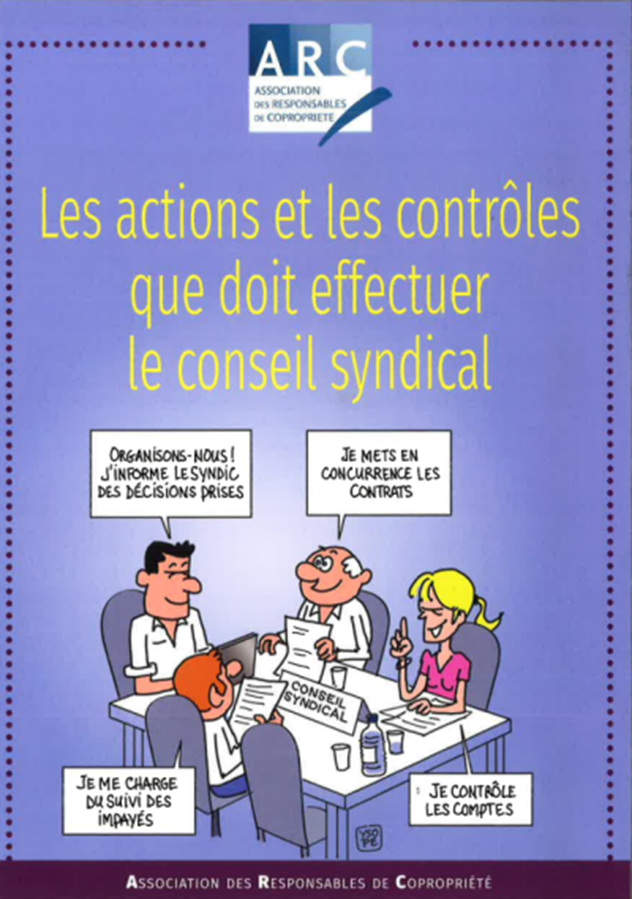 ARC
ASSOCIATION
DES RESPONSABLES
DE COPROPRIETE
Les actions et les contrôles
que doit effectuer
le conseil syndical
ORGANISONS-NOUS !
J'INFORME LE SYNDIC
DES DÉCISIONS PRISES
JE METS EN
CONCURRENCE LES
CONTRATS
CONSEIL
SYNDICAL
JE ME CHARGE
DU SUIVI DES
IMPAYÉS
JE CONTRÔLE
LES COMPTES
YSO
PE
ASSOCIATION DES RESPONSABLES DE COPROPRIÉTÉ